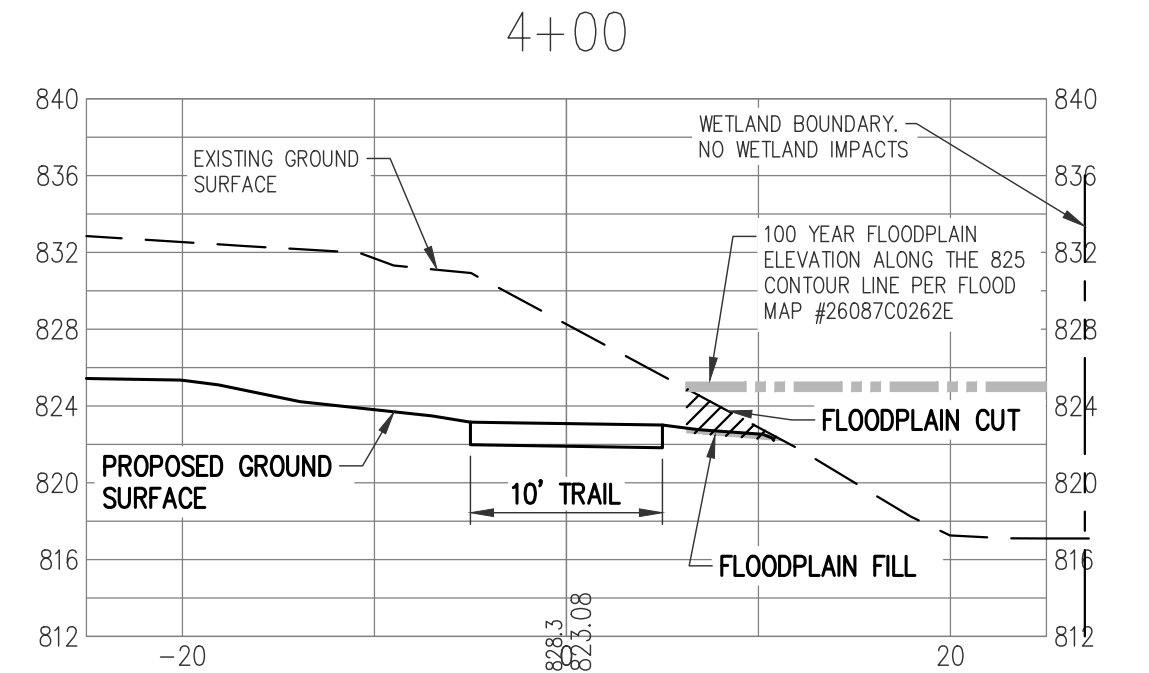 4+00
840
840
WETLAND BOUNDARY.
NO WETLAND IMPACTS
EXISTING GROUND
SURFACE
836
836
100 YEAR FLOODPLAIN
ELEVATION ALONG THE 825
CONTOUR LINE PER FLOOD
MAP #26087C0262E
832
832
828
828
824
824
FLOODPLAIN CUT
PROPOSED GROUND
SURFACE
820
820
10' TRAIL
FLOODPLAIN FILL
816
816
812
812
-20
828.3
0
823.08
20